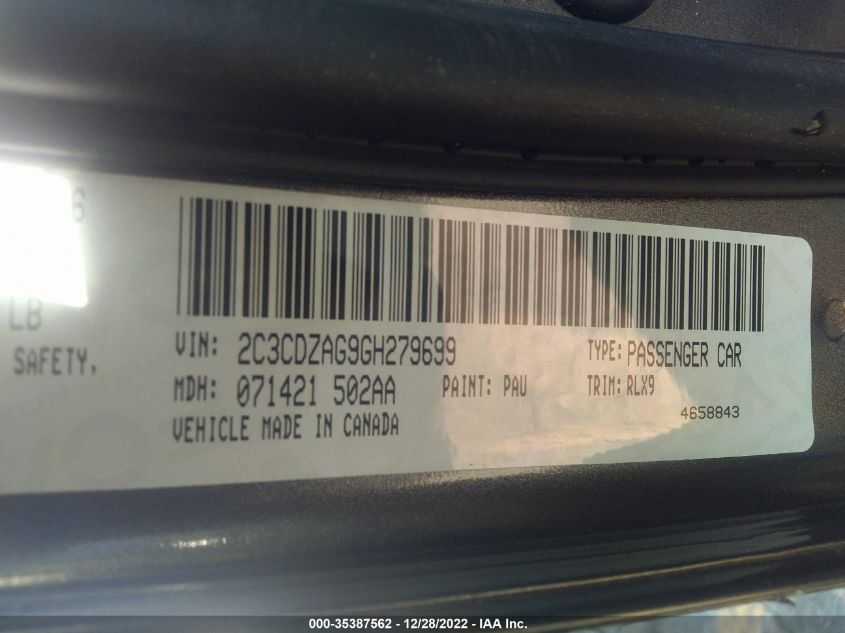 6
LB
SAFETY,
VIN: 2C3CDZAG9GH279699 TYPE: PASSENGER CAR
MDH: 071421 502AA PAINT: PAU TRIM: RLX9
VEHICLE MADE IN CANADA 4658843
000-35387562 - 12/28/2022 - IAA Inc.